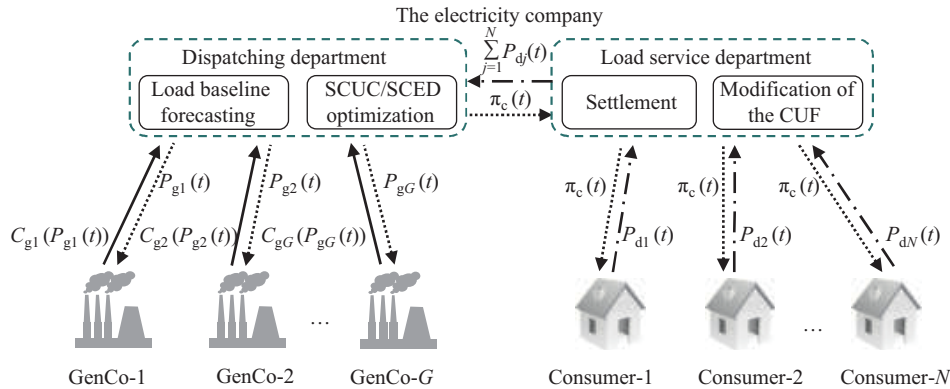 The electricity company
Dispatching department
Load baseline
forecasting
SCUC/SCED
optimization
N
∑ P_dj(t)
j=1
π_c(t)
Load service department
Settlement
Modification of
the CUF
P_g1(t)
P_g2(t)
P_gG(t)
π_c(t)
π_c(t)
π_c(t)
C_g1(P_g1(t))
C_g2(P_g2(t))
C_gG(P_gG(t))
P_d1(t)
P_d2(t)
P_dN(t)
...
...
GenCo-1
GenCo-2
GenCo-G
Consumer-1
Consumer-2
Consumer-N